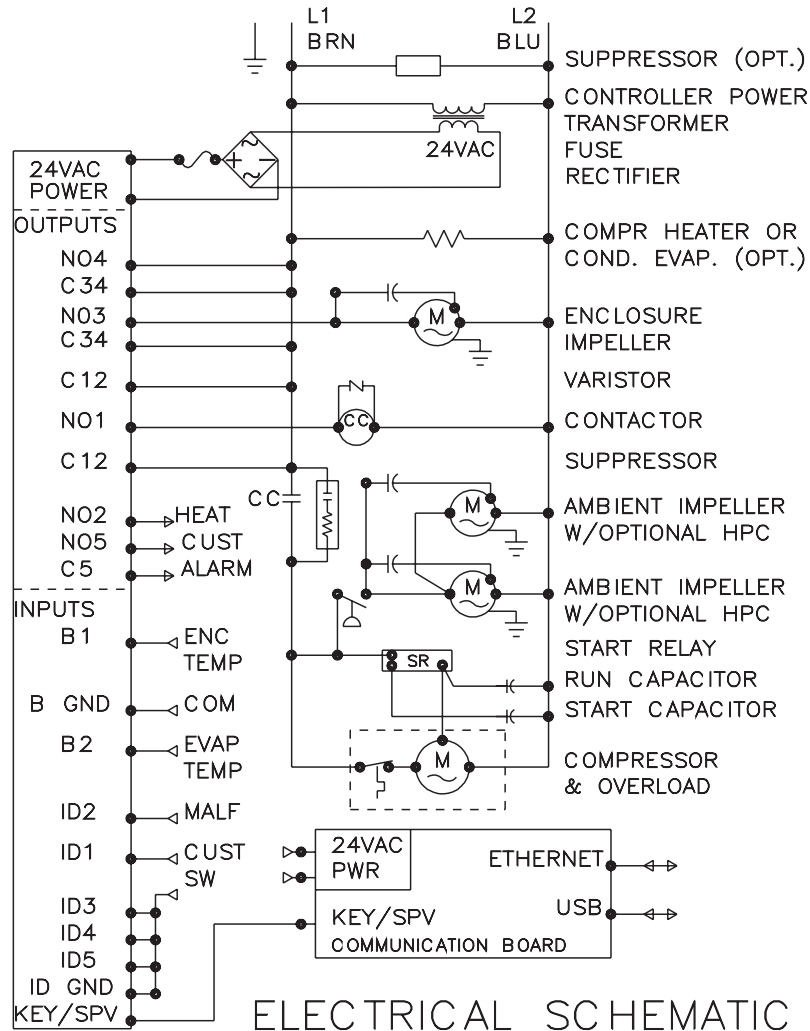 L1
BRN
L2
BLU
SUPPRESSOR (OPT.)
CONTROLLER POWER
TRANSFORMER
FUSE
RECTIFIER
24VAC
24VAC
POWER
OUTPUTS
COMPR HEATER OR
COND. EVAP. (OPT.)
NO4
C34
NO3
C34
M
ENCLOSURE
IMPELLER
C12
VARISTOR
NO1
CC
CONTACTOR
C12
SUPPRESSOR
CC
NO2
HEAT
NO5
CUST
C5
ALARM
M
AMBIENT IMPELLER
W/OPTIONAL HPC
M
AMBIENT IMPELLER
W/OPTIONAL HPC
INPUTS
B1
ENC
TEMP
START RELAY
SR
RUN CAPACITOR
START CAPACITOR
B GND
COM
B2
EVAP
TEMP
M
COMPRESSOR
& OVERLOAD
ID2
MALF
ID1
CUST
SW
ID3
ID4
ID5
ID GND
KEY/SPV
24VAC
PWR
ETHERNET
USB
KEY/SPV
COMMUNICATION BOARD
ELECTRICAL SCHEMATIC